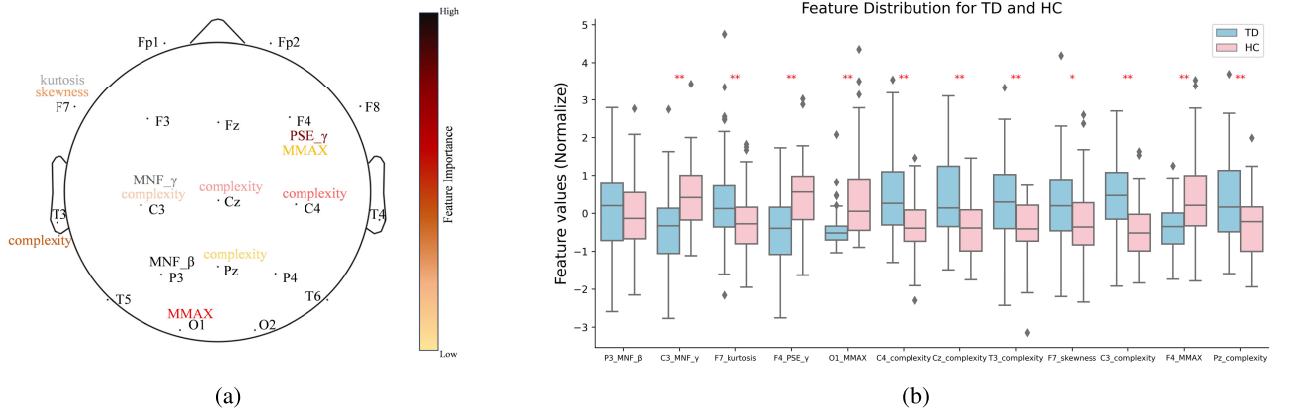 Fp1 Fp2
kurtosis
skewness
F7 F8
F3 Fz F4
PSE_γ
MMAX
MNF_γ
complexity complexity complexity
C3 Cz C4
T3 T4
complexity
complexity
MNF_β
P3 Pz P4
T5 T6
MMAX
O1 O2
High
Feature Importance
Low
(a)
Feature Distribution for TD and HC
TD
HC
** ** ** ** ** ** ** * ** ** **
Feature values (Normalize)
5
4
3
2
1
0
−1
−2
−3
P3_MNF_β C3_MNF_γ F7_kurtosis F4_PSE_γ O1_MMAX C4_complexity Cz_complexity T3_complexity F7_skewness C3_complexity F4_MMAX Pz_complexity
(b)